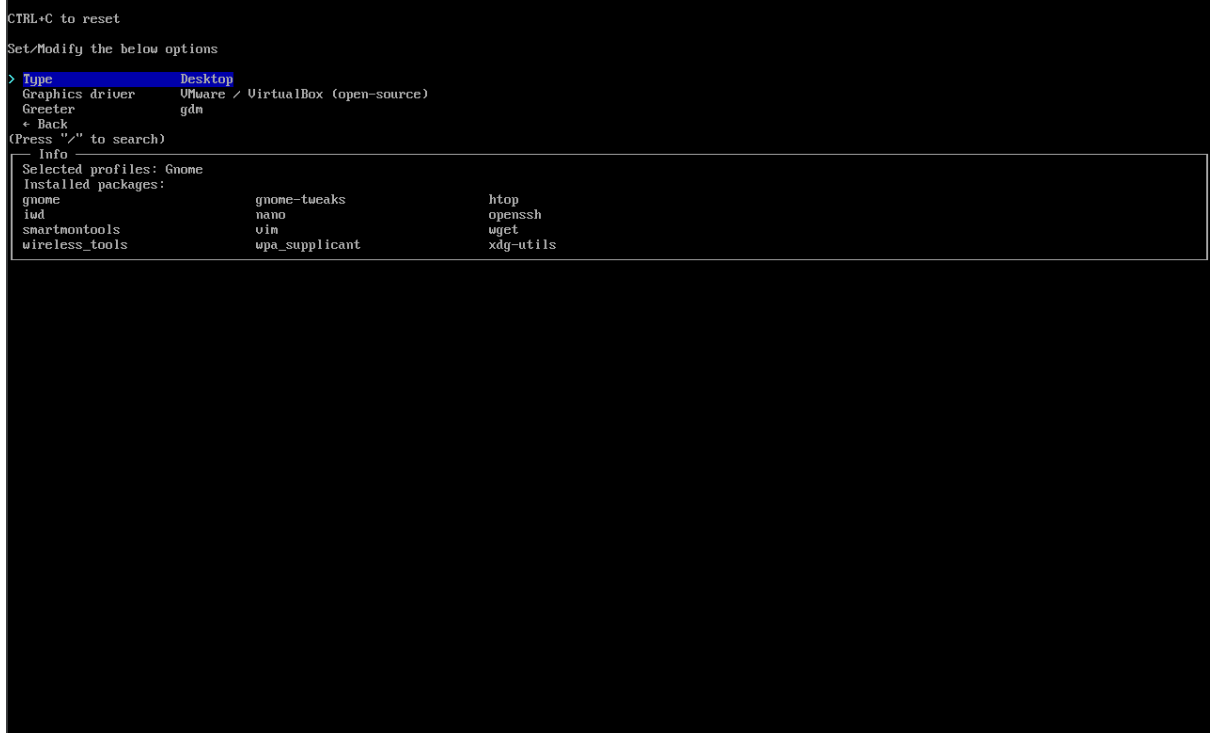 CTRL+C to reset
Set/Modify the below options
> Type Desktop
Graphics driver VMware / VirtualBox (open-source)
Greeter gdm
← Back
(Press "/" to search)
Info
Selected profiles: Gnome
Installed packages:
gnome gnome-tweaks htop
iwd nano openssh
smartmontools vim wget
wireless_tools wpa_supplicant xdg-utils